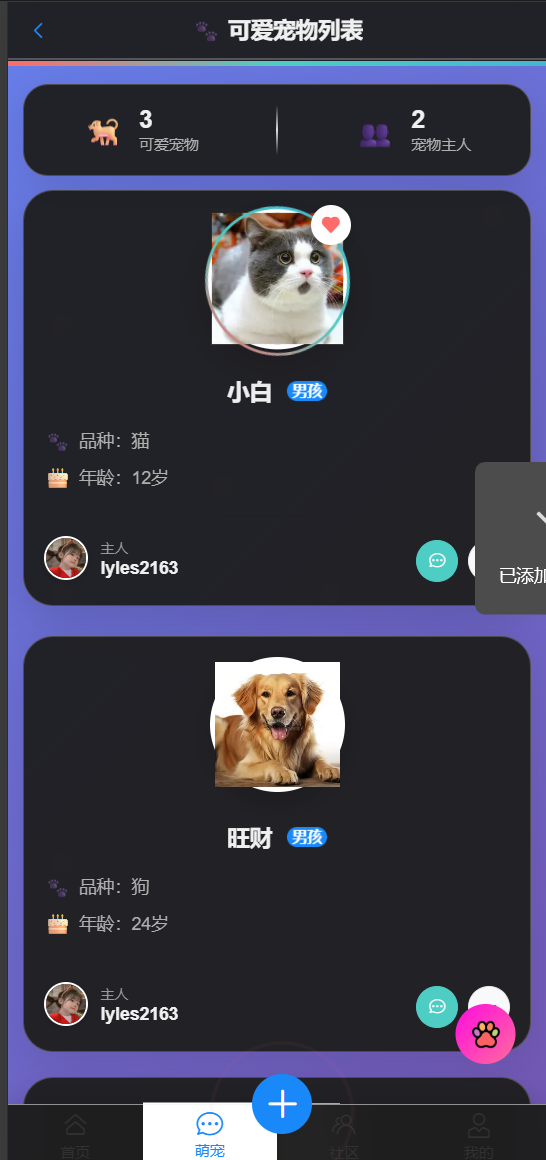 可爱宠物列表
3
可爱宠物
2
宠物主人
小白 男孩
品种：猫
年龄：12岁
主人
lyles2163
已添加
旺财 男孩
品种：狗
年龄：24岁
主人
lyles2163
首页
萌宠
社区
我的